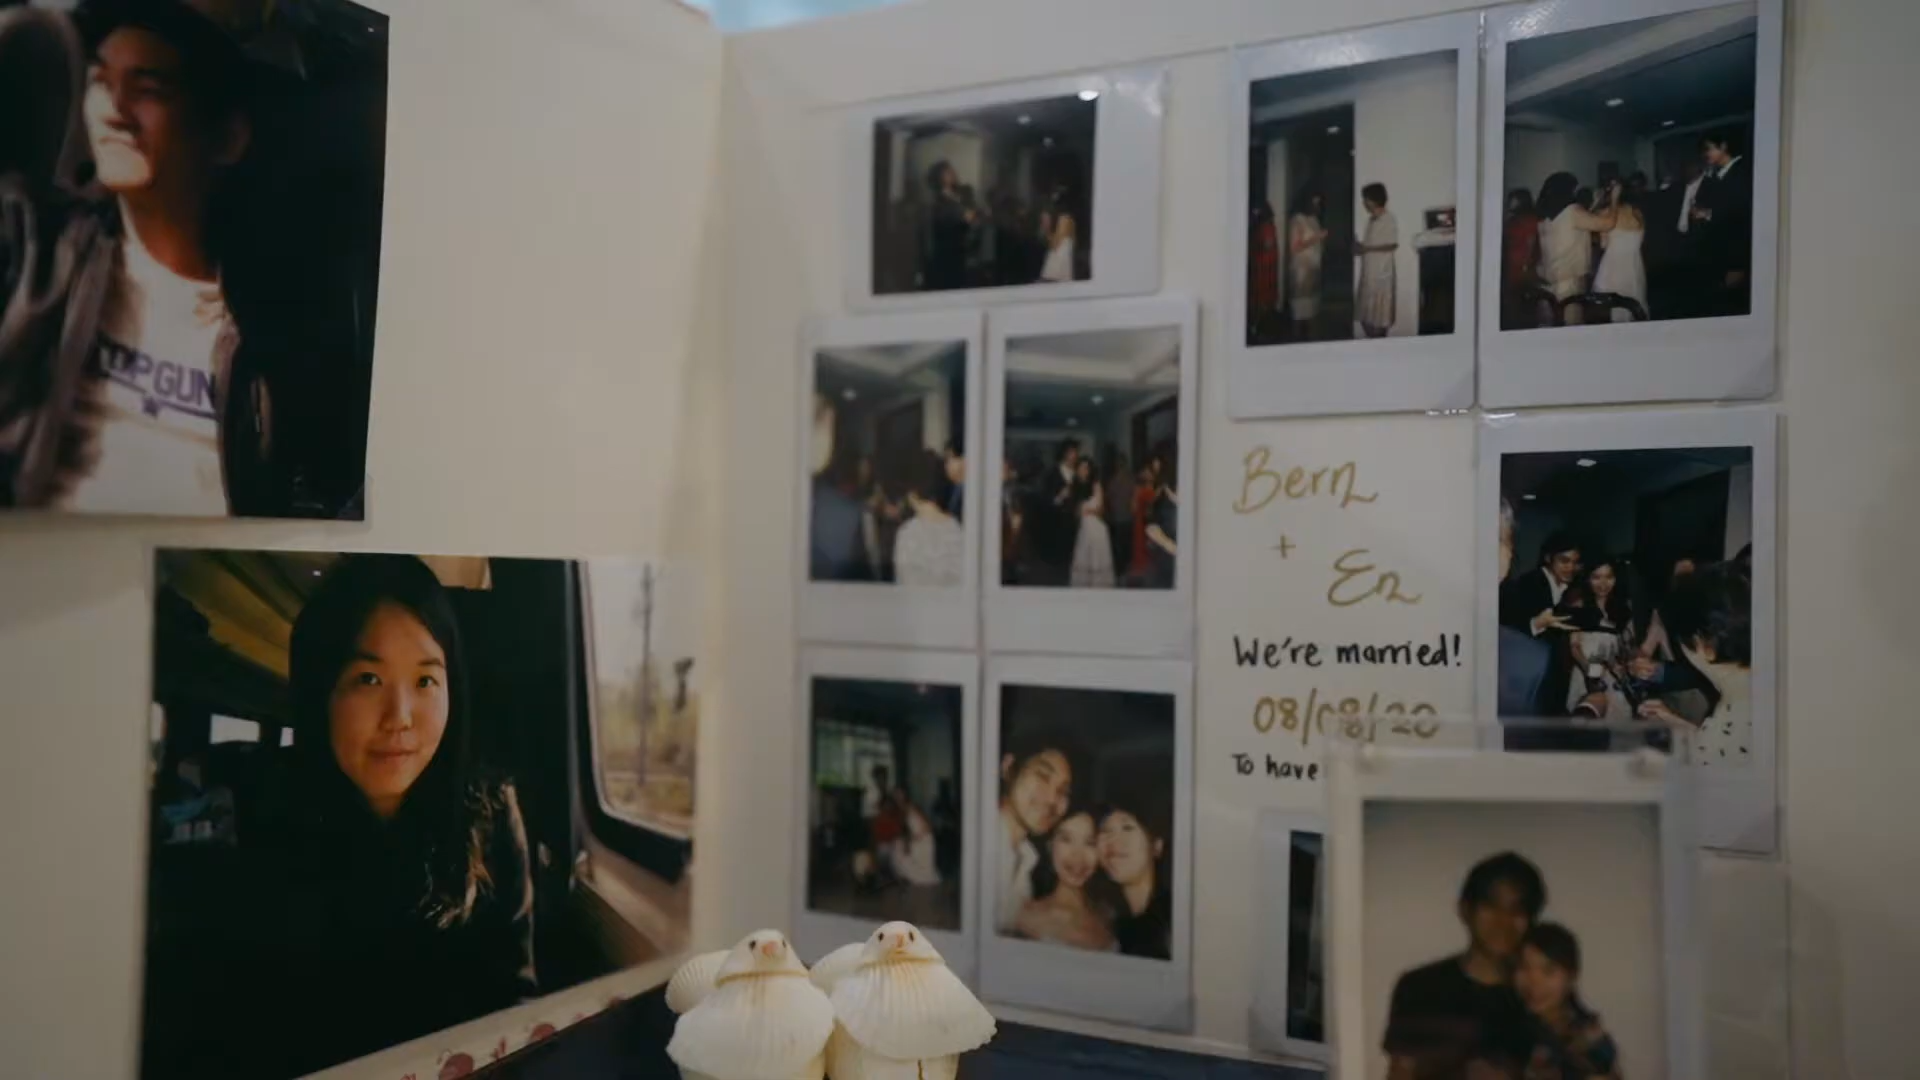 TOP GUN
Bern
+
En
We're married!
08/08/20
To have